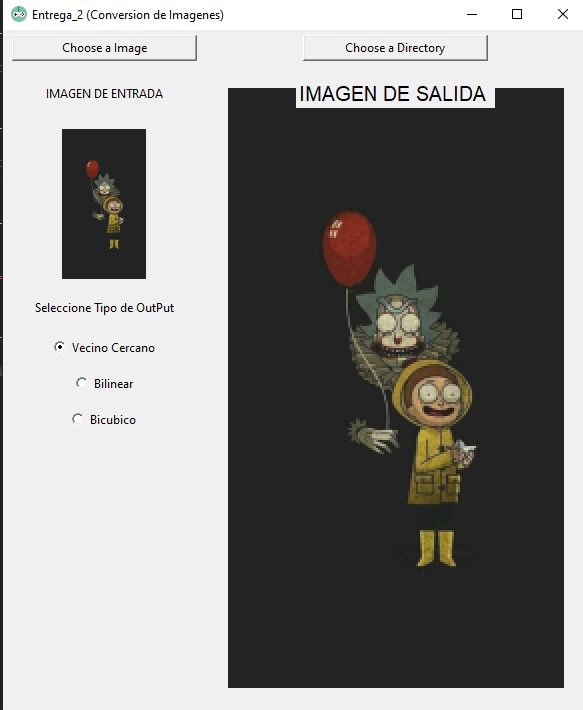 Entrega_2 (Conversion de Imagenes)
Choose a Image
Choose a Directory
IMAGEN DE ENTRADA
IMAGEN DE SALIDA
Seleccione Tipo de OutPut
Vecino Cercano
Bilinear
Bicubico